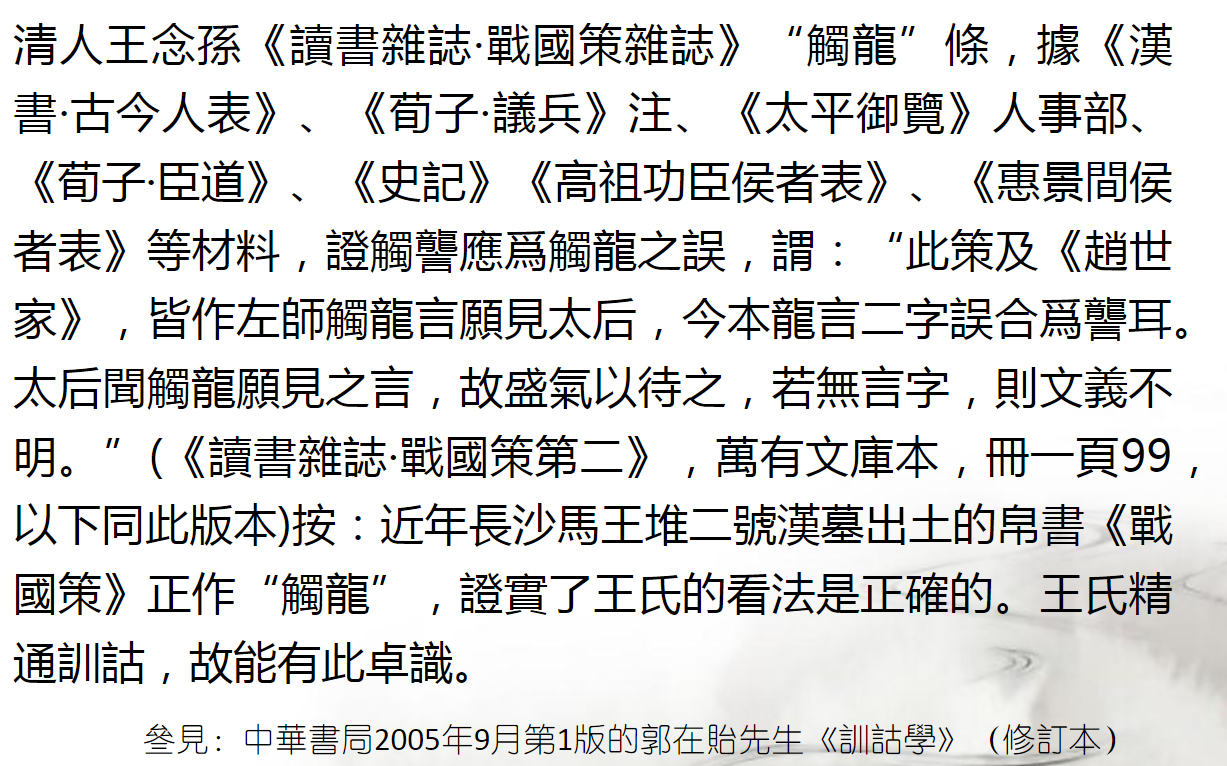 清人王念孫《讀書雜誌·戰國策雜誌》“觸龍”條，據《漢
書·古今人表》、《荀子·議兵》注、《太平御覽》人事部、
《荀子·臣道》、《史記》《高祖功臣侯者表》、《惠景間侯
者表》等材料，證觸讋應爲觸龍之誤，謂：“此策及《趙世
家》，皆作左師觸龍言願見太后，今本龍言二字誤合爲讋耳。
太后聞觸龍願見之言，故盛氣以待之，若無言字，則文義不
明。”(《讀書雜誌·戰國策第二》，萬有文庫本，冊一頁99，
以下同此版本)按：近年長沙馬王堆二號漢墓出土的帛書《戰
國策》正作“觸龍”，證實了王氏的看法是正確的。王氏精
通訓詁，故能有此卓識。
參見：中華書局2005年9月第1版的郭在貽先生《訓詁學》（修訂本）